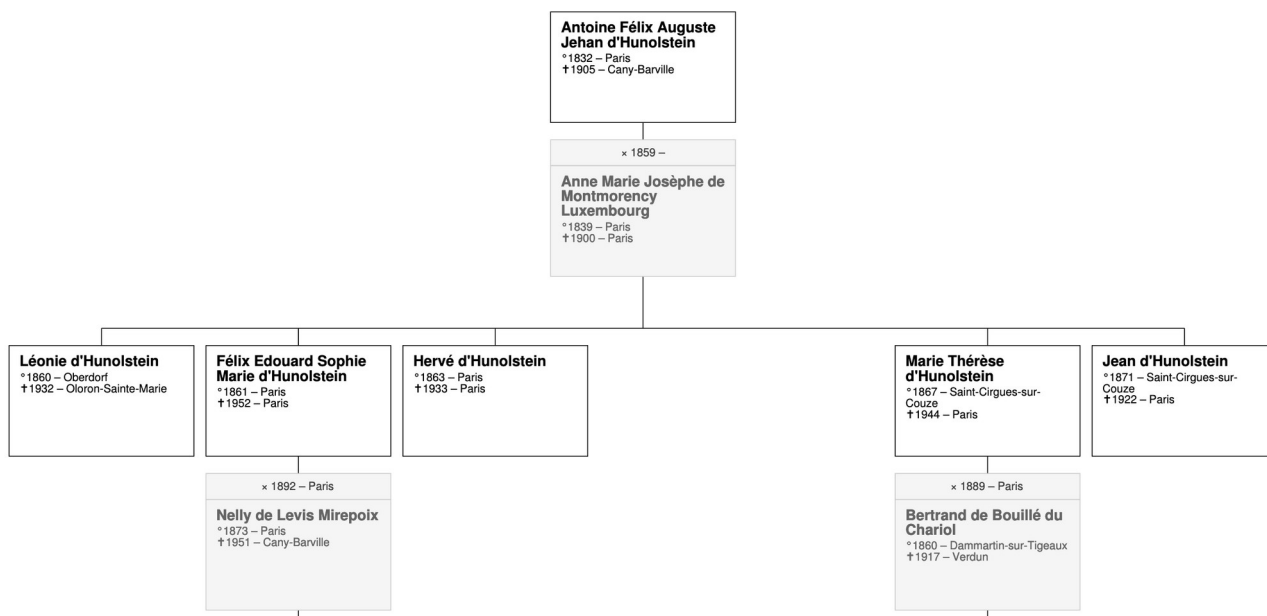 Antoine Félix Auguste
Jehan d'Hunolstein
°1832 – Paris
✝1905 – Cany-Barville
× 1859 –
Anne Marie Josèphe de
Montmorency
Luxembourg
°1839 – Paris
✝1900 – Paris
Léonie d'Hunolstein
°1860 – Oberdorf
✝1932 – Oloron-Sainte-Marie
Félix Edouard Sophie
Marie d'Hunolstein
°1861 – Paris
✝1952 – Paris
Hervé d'Hunolstein
°1863 – Paris
✝1933 – Paris
Marie Thérèse
d'Hunolstein
°1867 – Saint-Cirgues-sur-
Couze
✝1944 – Paris
Jean d'Hunolstein
°1871 – Saint-Cirgues-sur-
Couze
✝1922 – Paris
× 1892 – Paris
Nelly de Levis Mirepoix
°1873 – Paris
✝1951 – Cany-Barville
× 1889 – Paris
Bertrand de Bouillé du
Chariol
°1860 – Dammartin-sur-Tigeaux
✝1917 – Verdun